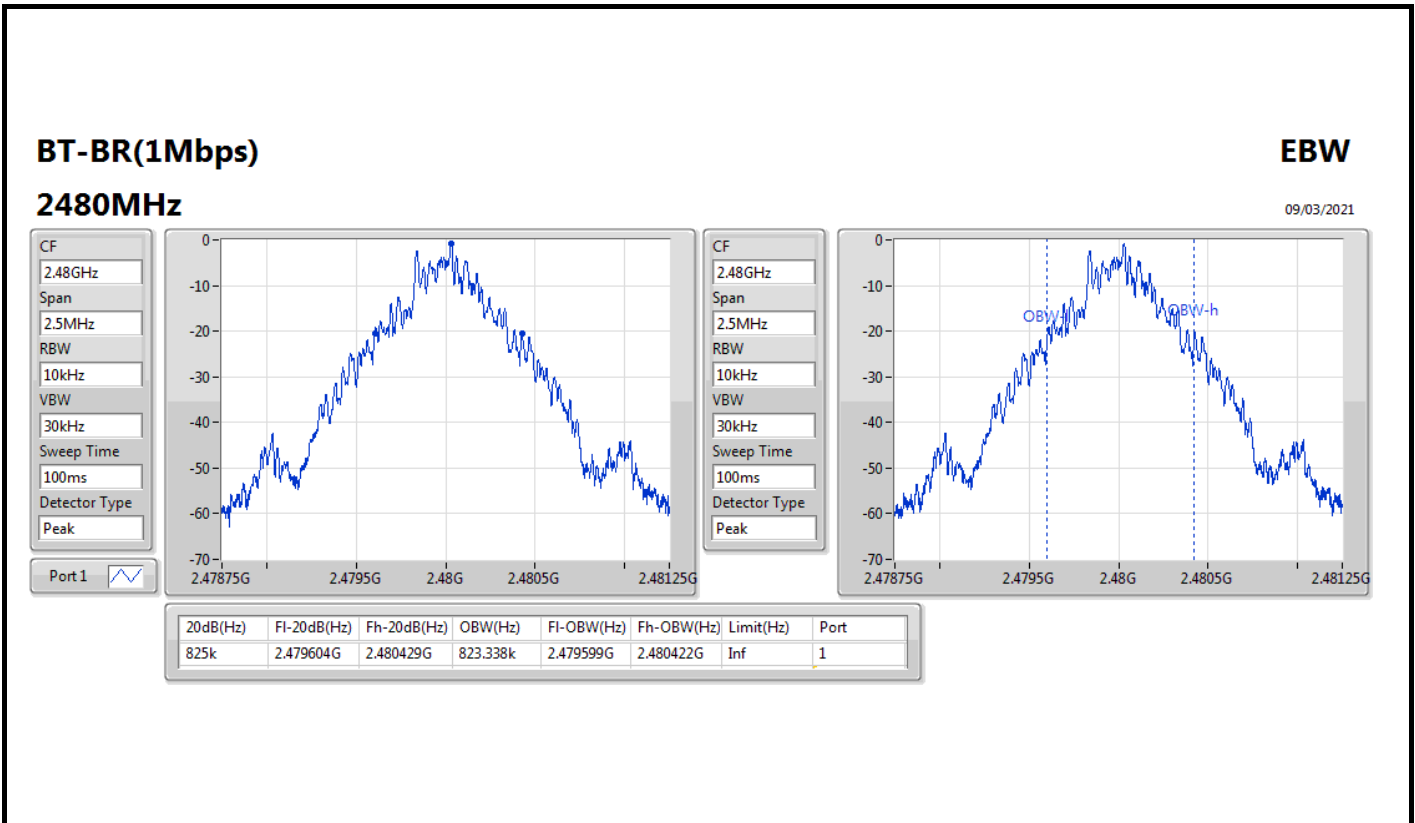 BT-BR(1Mbps)
EBW
2480MHz
09/03/2021
CF
2.48GHz
Span
2.5MHz
RBW
10kHz
VBW
30kHz
Sweep Time
100ms
Detector Type
Peak
Port 1
0
-10
-20
-30
-40
-50
-60
-70
2.47875G 2.4795G 2.48G 2.4805G 2.48125G
CF
2.48GHz
Span
2.5MHz
RBW
10kHz
VBW
30kHz
Sweep Time
100ms
Detector Type
Peak
0
-10
-20
-30
-40
-50
-60
-70
OBW-l
OBW-h
2.47875G 2.4795G 2.48G 2.4805G 2.48125G
20dB(Hz) Fl-20dB(Hz) Fh-20dB(Hz) OBW(Hz) Fl-OBW(Hz) Fh-OBW(Hz) Limit(Hz) Port
825k 2.479604G 2.480429G 823.338k 2.479599G 2.480422G Inf 1